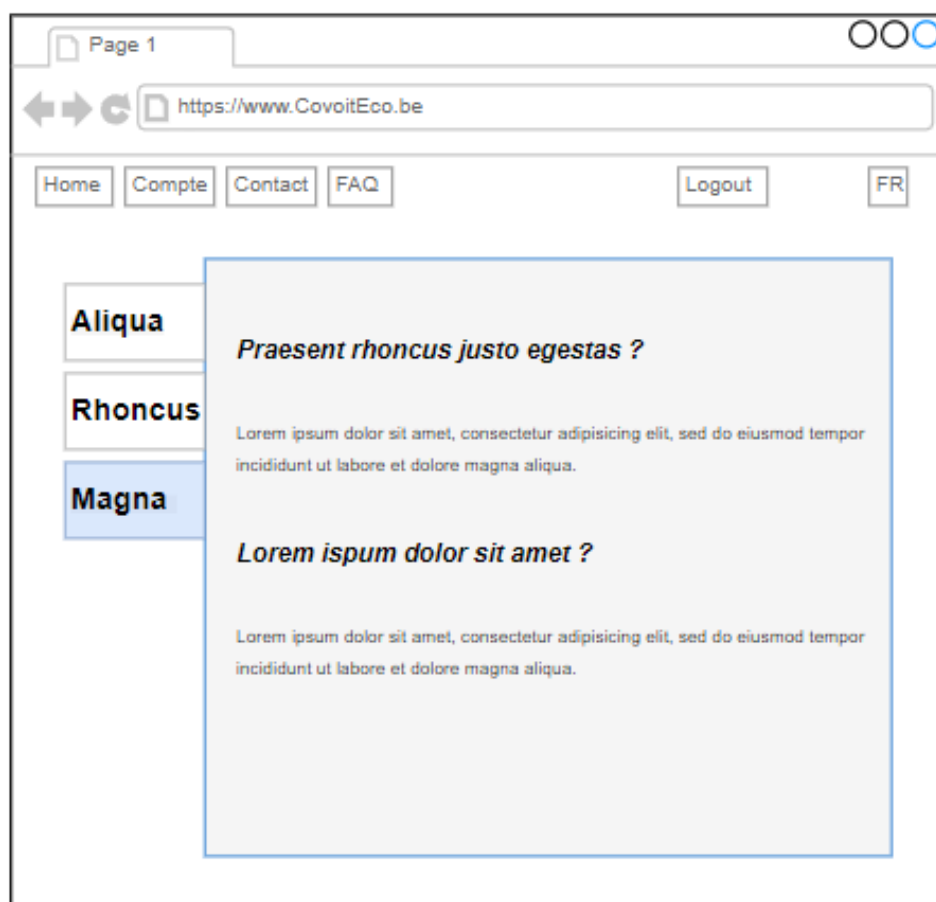 Page 1
https://www.CovoitEco.be
Home Compte Contact FAQ Logout FR
Aliqua
Rhoncus
Magna
Praesent rhoncus justo egestas ?
Lorem ipsum dolor sit amet, consectetur adipisicing elit, sed do eiusmod tempor
incididunt ut labore et dolore magna aliqua.
Lorem ispum dolor sit amet ?
Lorem ipsum dolor sit amet, consectetur adipisicing elit, sed do eiusmod tempor
incididunt ut labore et dolore magna aliqua.